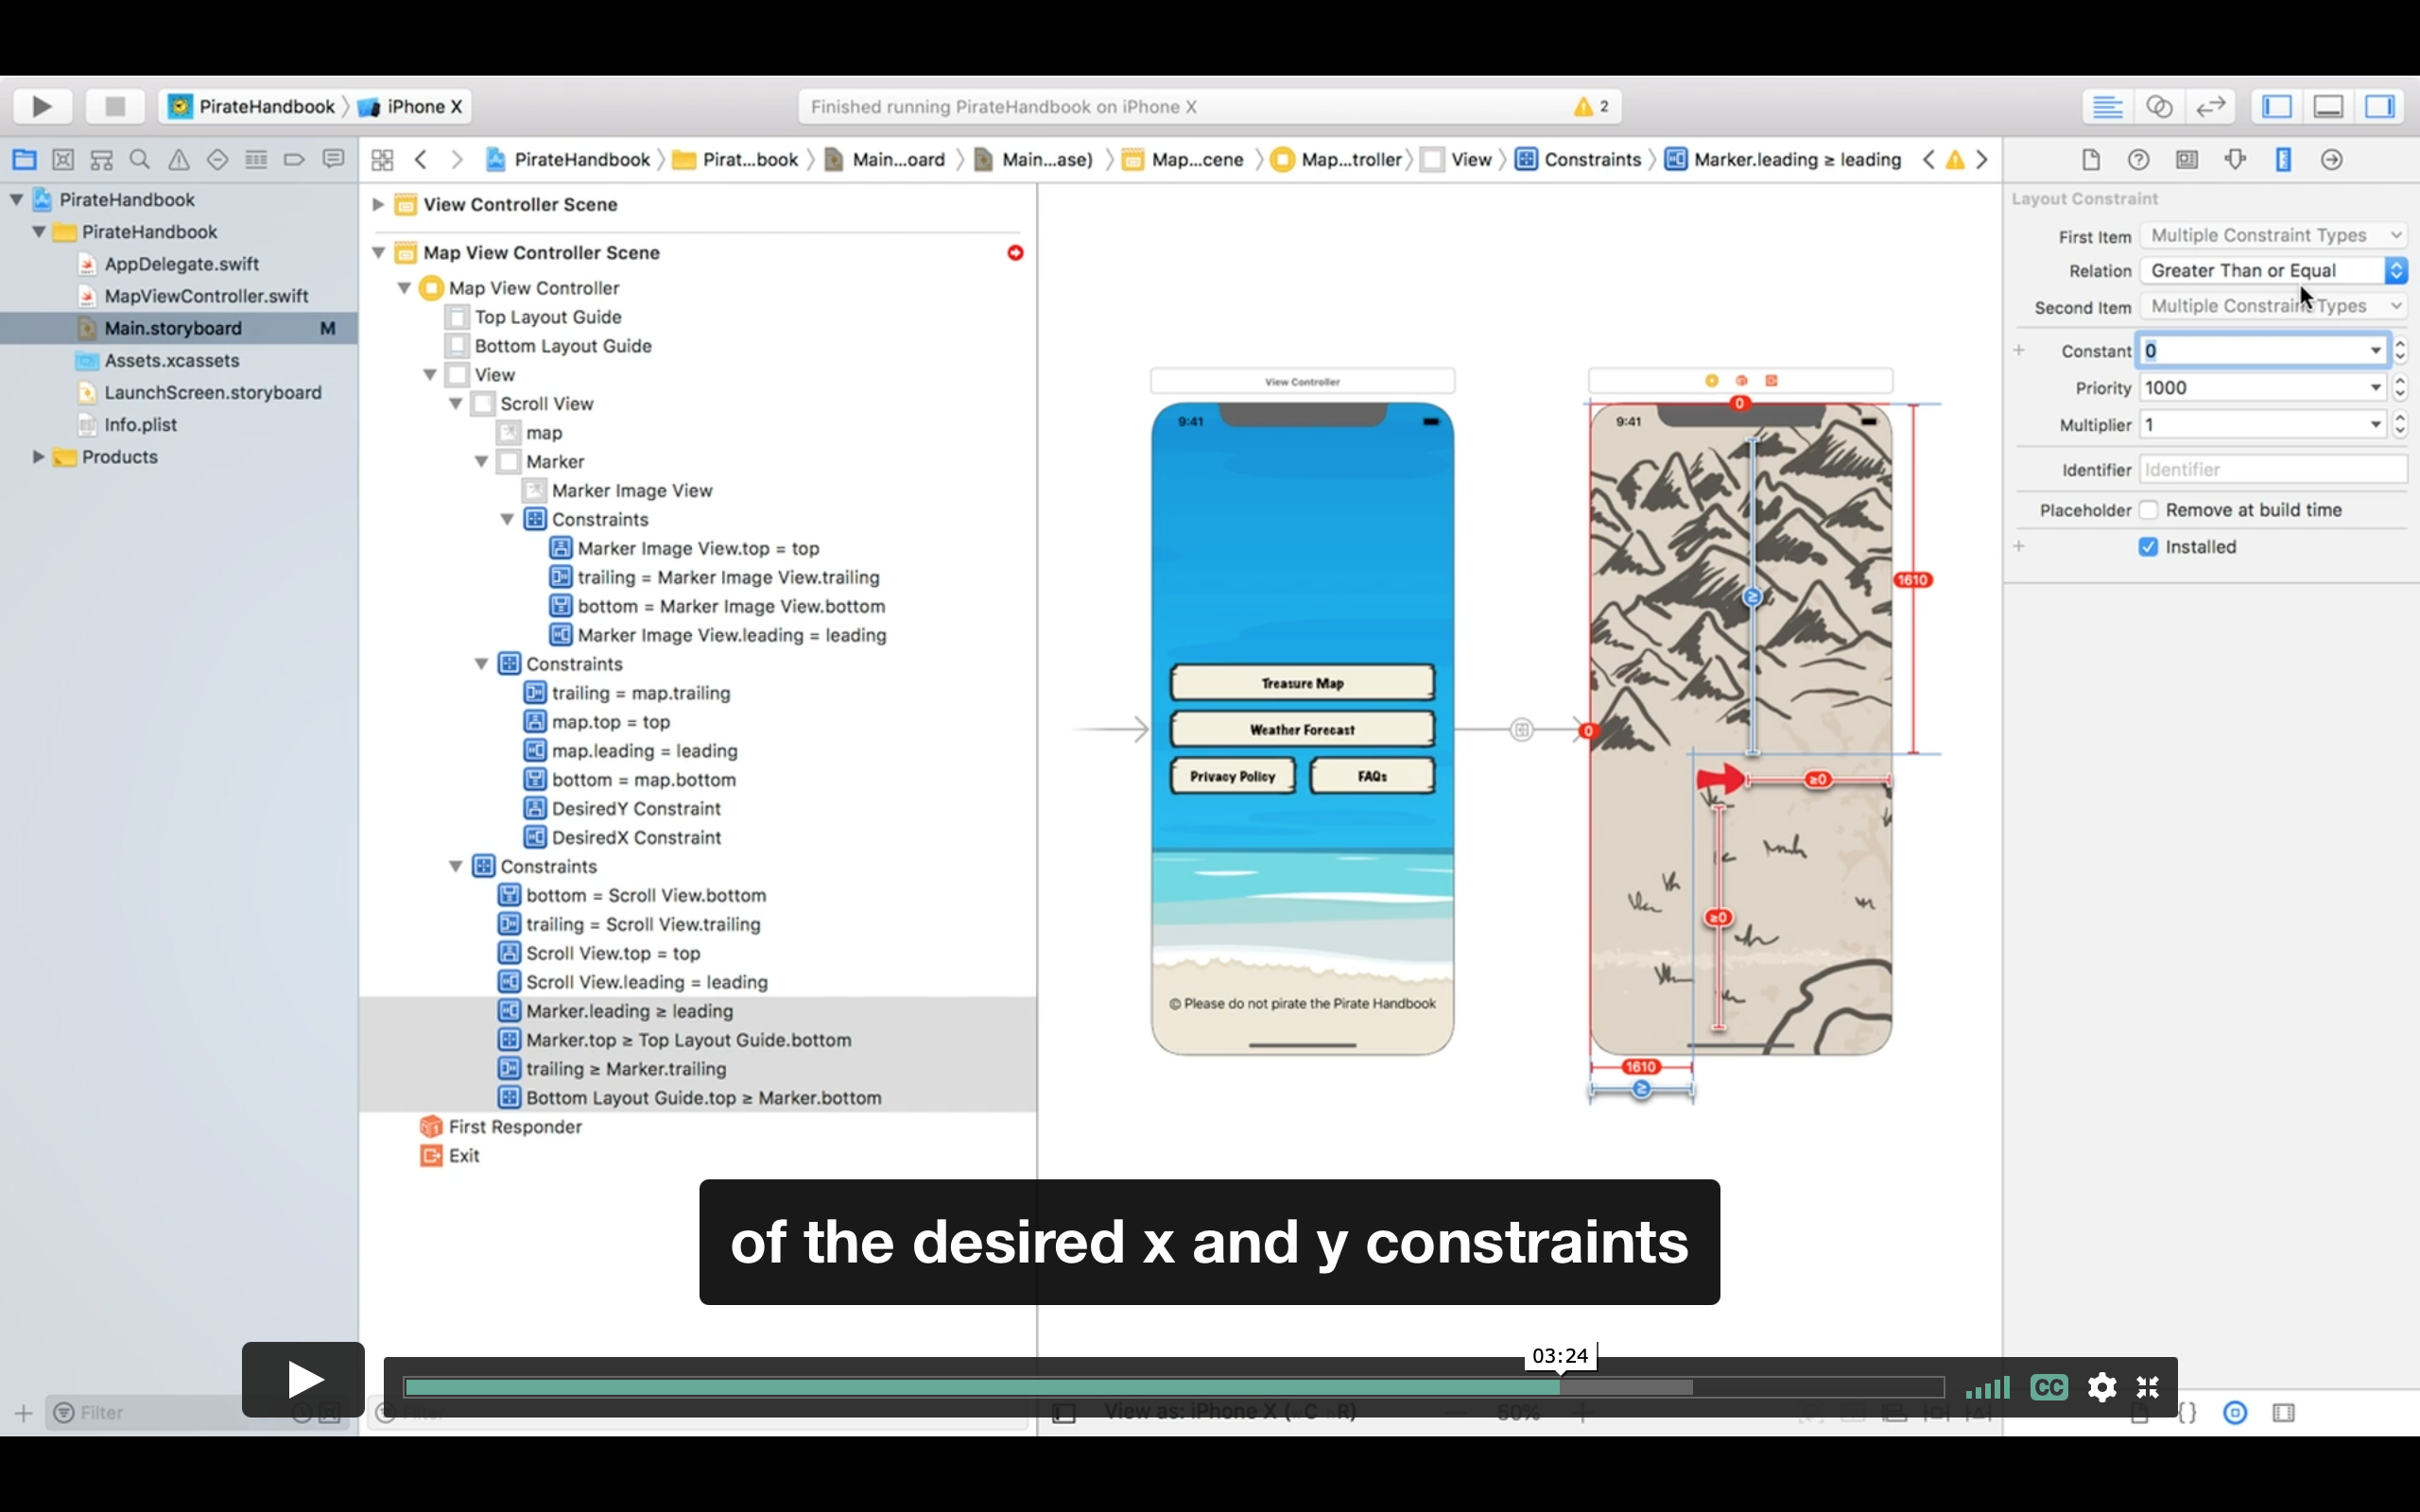 PirateHandbook
iPhone X
Finished running PirateHandbook on iPhone X
2
PirateHandbook
Pirat...book
Main...oard
Main...ase)
Map...cene
Map...troller
View
Constraints
Marker.leading ≥ leading
PirateHandbook
PirateHandbook
AppDelegate.swift
MapViewController.swift
Main.storyboard M
Assets.xcassets
LaunchScreen.storyboard
Info.plist
Products
View Controller Scene
Map View Controller Scene
Map View Controller
Top Layout Guide
Bottom Layout Guide
View
Scroll View
map
Marker
Marker Image View
Constraints
Marker Image View.top = top
trailing = Marker Image View.trailing
bottom = Marker Image View.bottom
Marker Image View.leading = leading
Constraints
trailing = map.trailing
map.top = top
map.leading = leading
bottom = map.bottom
DesiredY Constraint
DesiredX Constraint
Constraints
bottom = Scroll View.bottom
trailing = Scroll View.trailing
Scroll View.top = top
Scroll View.leading = leading
Marker.leading ≥ leading
Marker.top ≥ Top Layout Guide.bottom
trailing ≥ Marker.trailing
Bottom Layout Guide.top ≥ Marker.bottom
First Responder
Exit
View Controller
9:41
Treasure Map
Weather Forecast
Privacy Policy
FAQs
© Please do not pirate the Pirate Handbook
0
9:41
≥
1610
0
≥0
≥0
1610
≥
Layout Constraint
First Item Multiple Constraint Types
Relation Greater Than or Equal
Second Item Multiple Constraint Types
Constant 0
Priority 1000
Multiplier 1
Identifier Identifier
Placeholder Remove at build time
Installed
of the desired x and y constraints
03:24
CC
Filter
Filter
View as: iPhone X (wC hR)
50%
{}